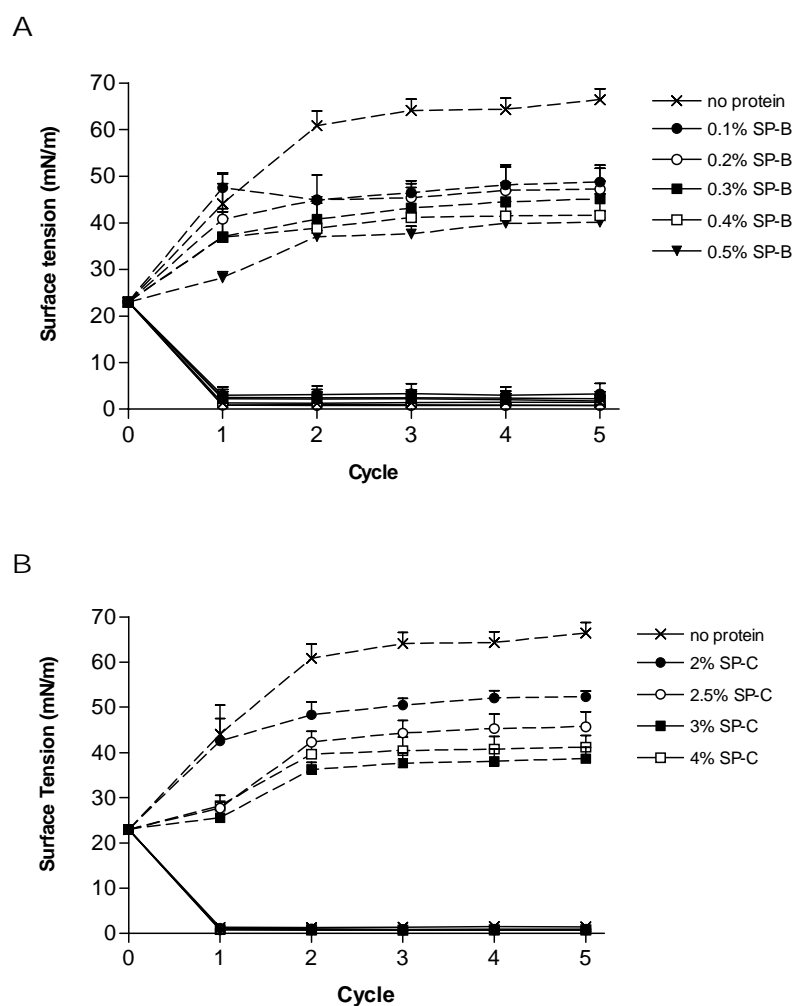 A
Surface tension (mN/m)
70
60
50
40
30
20
10
0
0 1 2 3 4 5
Cycle
no protein
0.1% SP-B
0.2% SP-B
0.3% SP-B
0.4% SP-B
0.5% SP-B
B
Surface Tension (mN/m)
70
60
50
40
30
20
10
0
0 1 2 3 4 5
Cycle
no protein
2% SP-C
2.5% SP-C
3% SP-C
4% SP-C